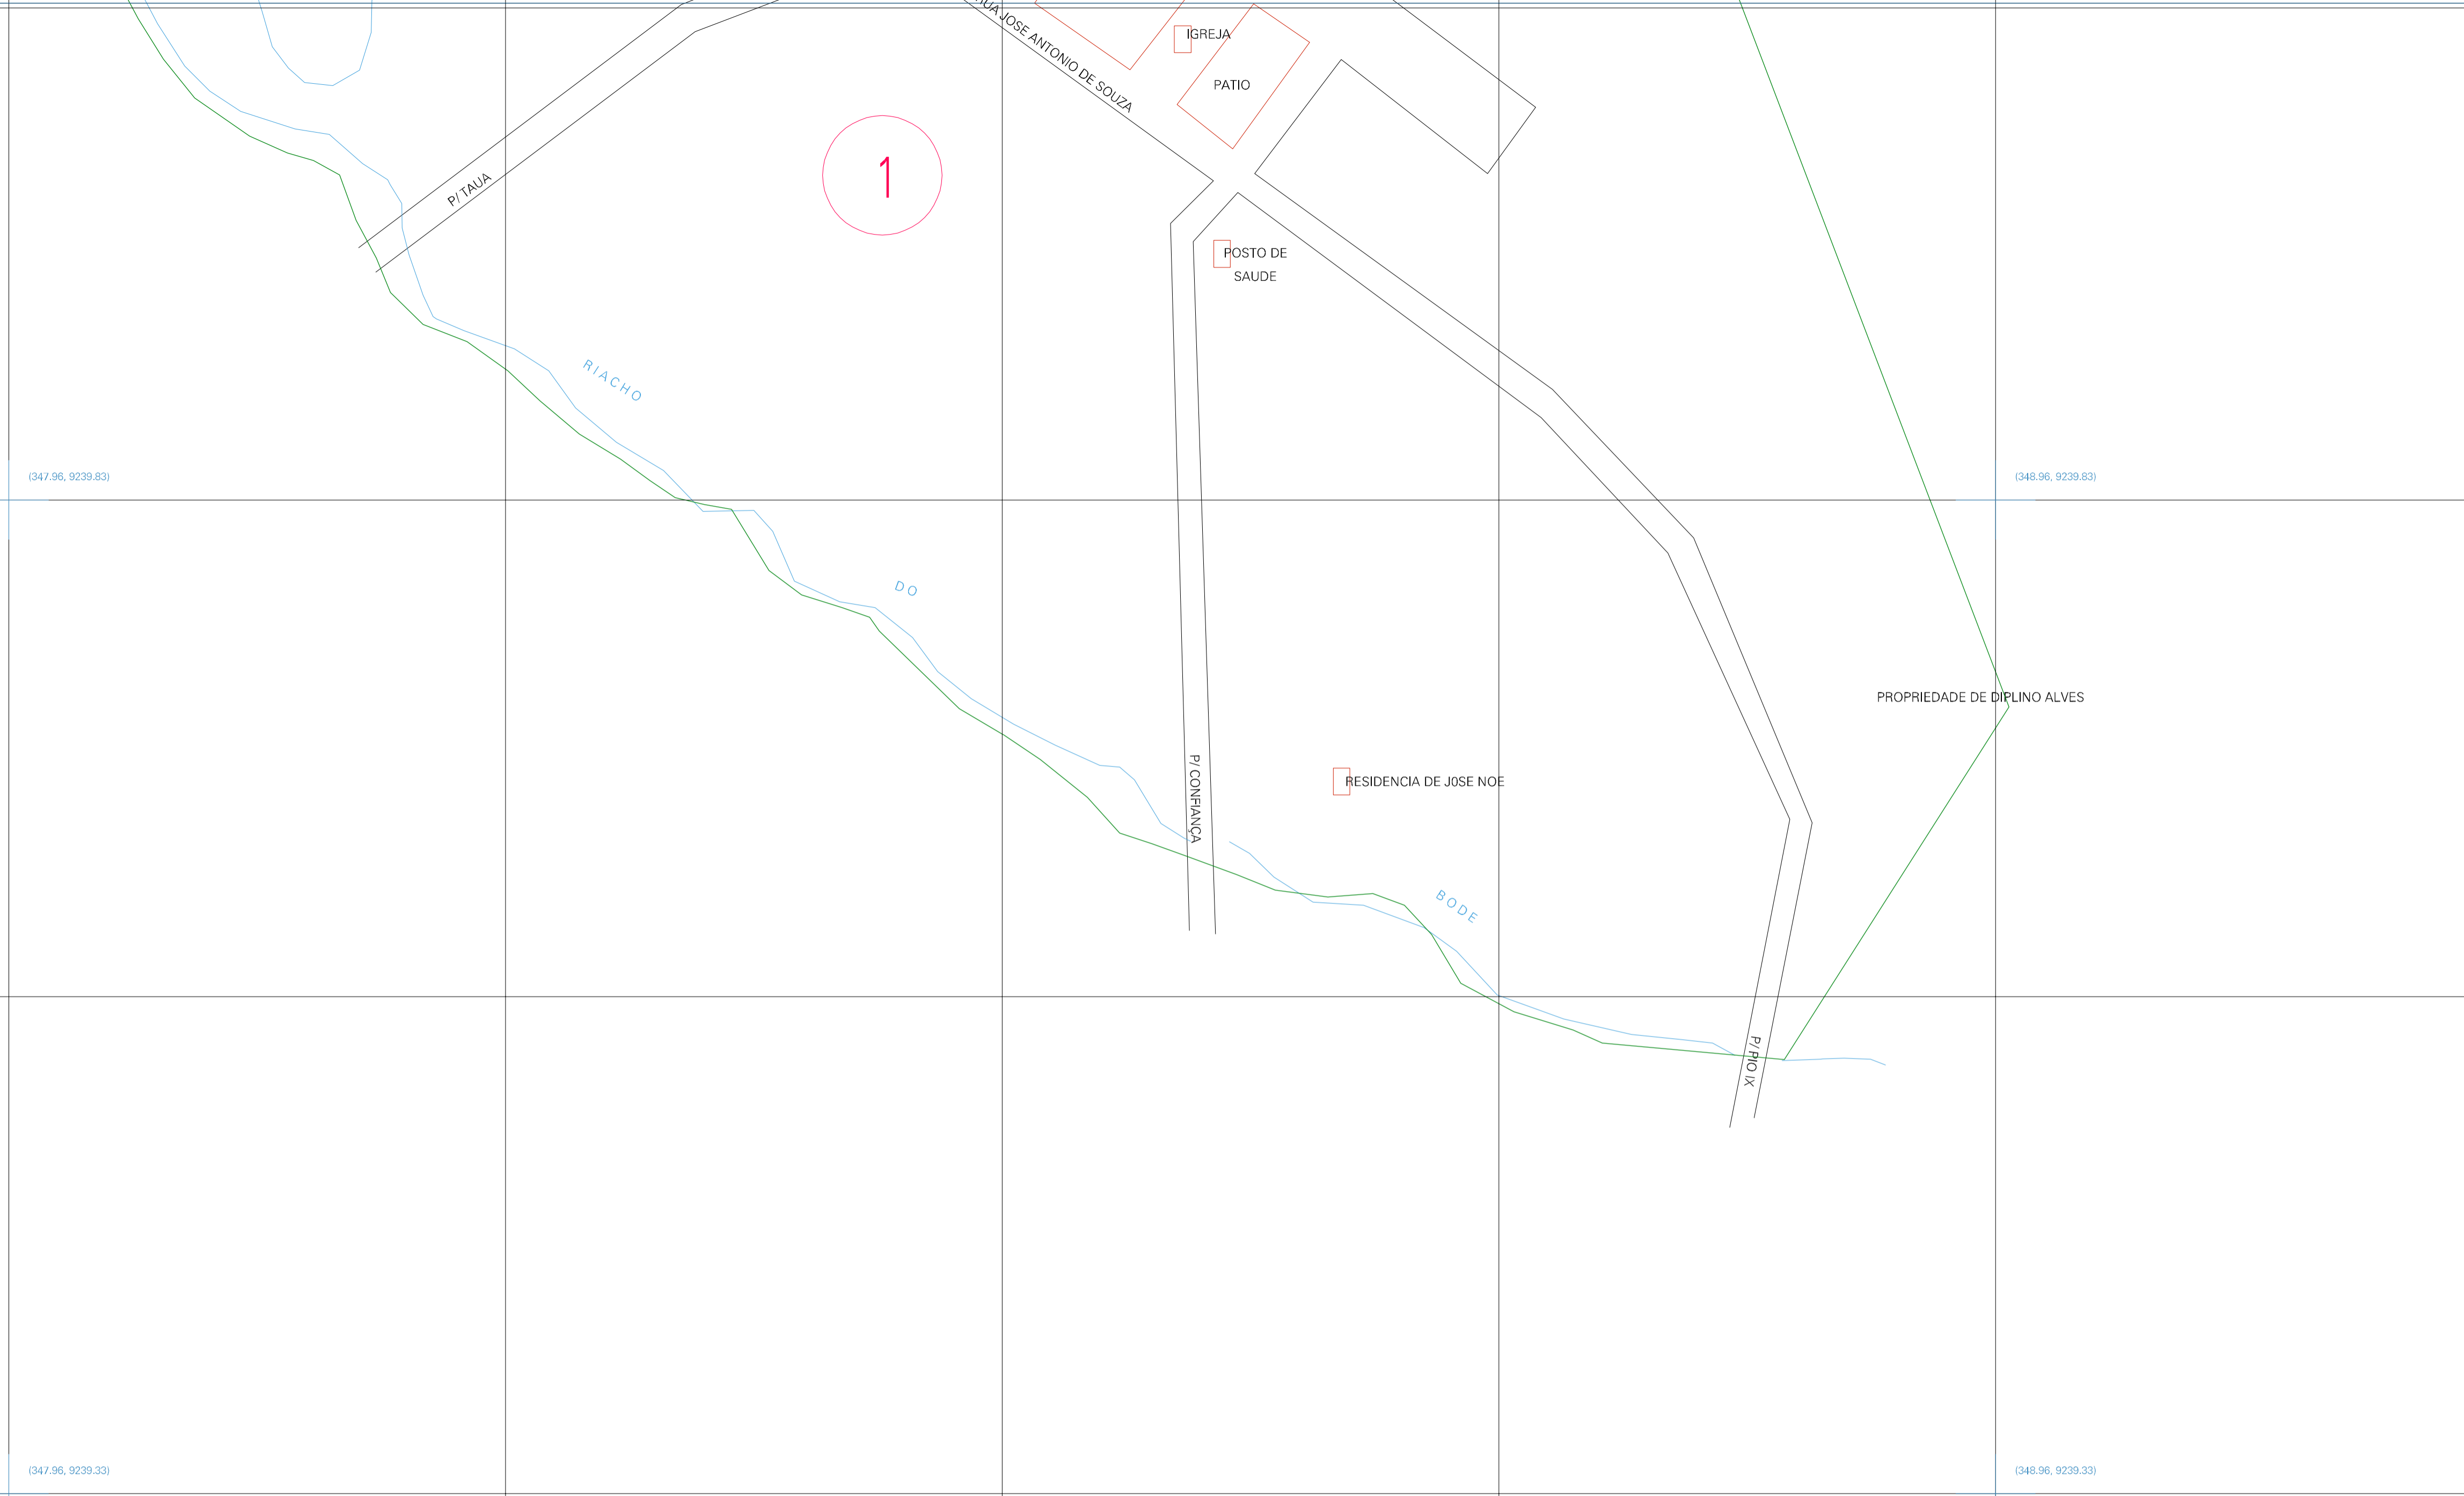 RUA JOSE ANTONIO DE SOUZA
IGREJA
PATIO
1
P/ TAUA
POSTO DE
SAUDE
RIACHO
(347.96, 9239.83)
(348.96, 9239.83)
DO
PROPRIEDADE DE DIPLINO ALVES
P/ CONFIANÇA
RESIDENCIA DE J0SE NOE
BODE
P/ PIO IX
(347.96, 9239.33)
(348.96, 9239.33)